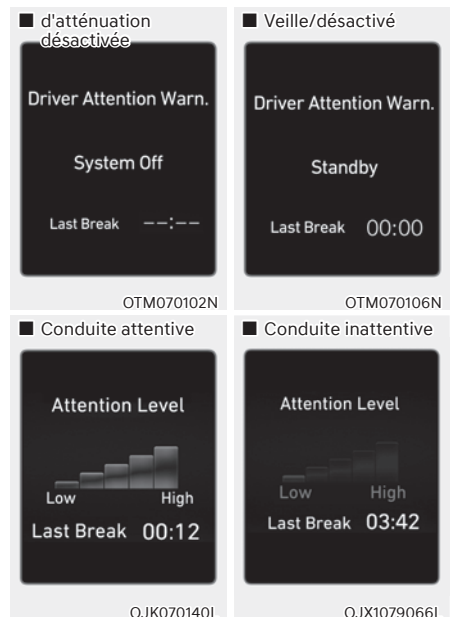 ■ d'atténuation
désactivée
Driver Attention Warn.
System Off
Last Break --:--
OTM070102N
■ Veille/désactivé
Driver Attention Warn.
Standby
Last Break 00:00
OTM070106N
■ Conduite attentive
Attention Level
Low High
Last Break 00:12
OJK070140L
■ Conduite inattentive
Attention Level
Low High
Last Break 03:42
OJX1079066L